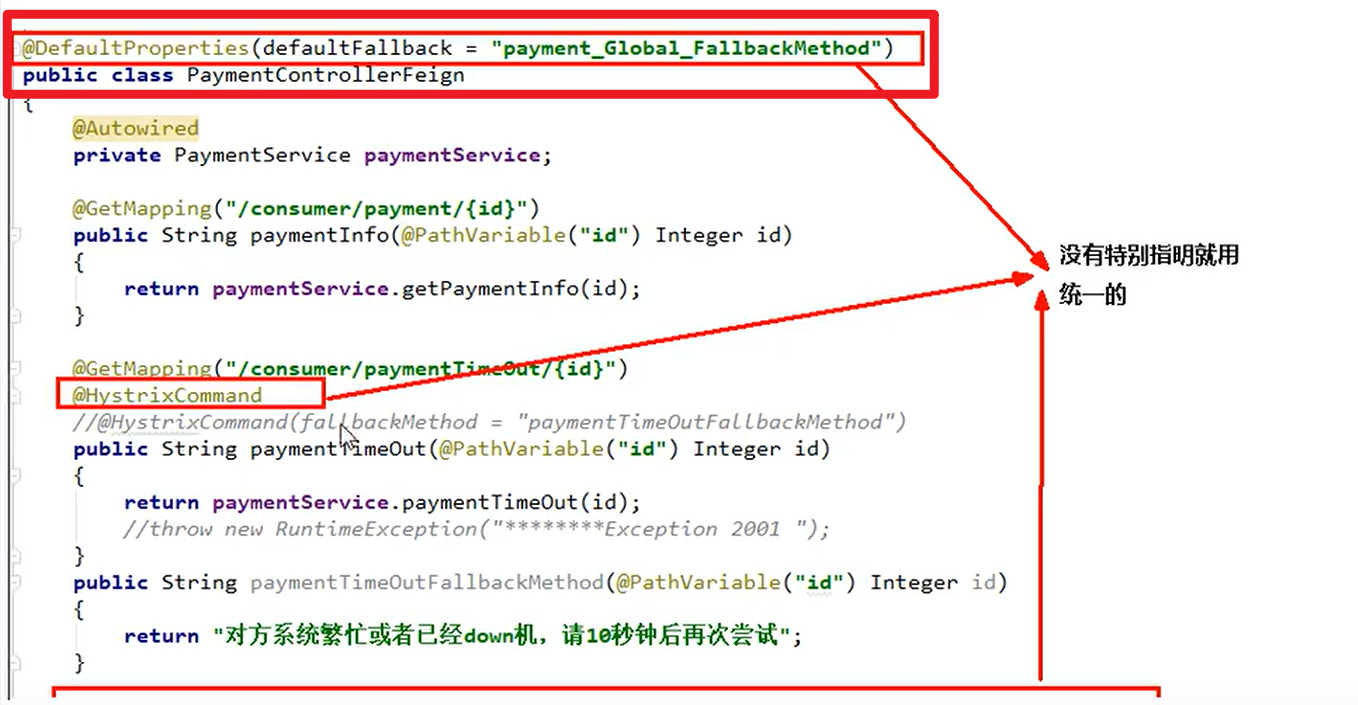 @DefaultProperties(defaultFallback = "payment_Global_FallbackMethod")
public class PaymentControllerFeign
{
@Autowired
private PaymentService paymentService;
@GetMapping("/consumer/payment/{id}")
public String paymentInfo(@PathVariable("id") Integer id)
{
return paymentService.getPaymentInfo(id);
}
没有特别指明就用
统一的
@GetMapping("/consumer/paymentTimeOut/{id}")
@HystrixCommand
//@HystrixCommand(fallbackMethod = "paymentTimeOutFallbackMethod")
public String paymentTimeOut(@PathVariable("id") Integer id)
{
return paymentService.paymentTimeOut(id);
//throw new RuntimeException("********Exception 2001 ");
}
public String paymentTimeOutFallbackMethod(@PathVariable("id") Integer id)
{
return "对方系统繁忙或者已经down机，请10秒钟后再次尝试";
}